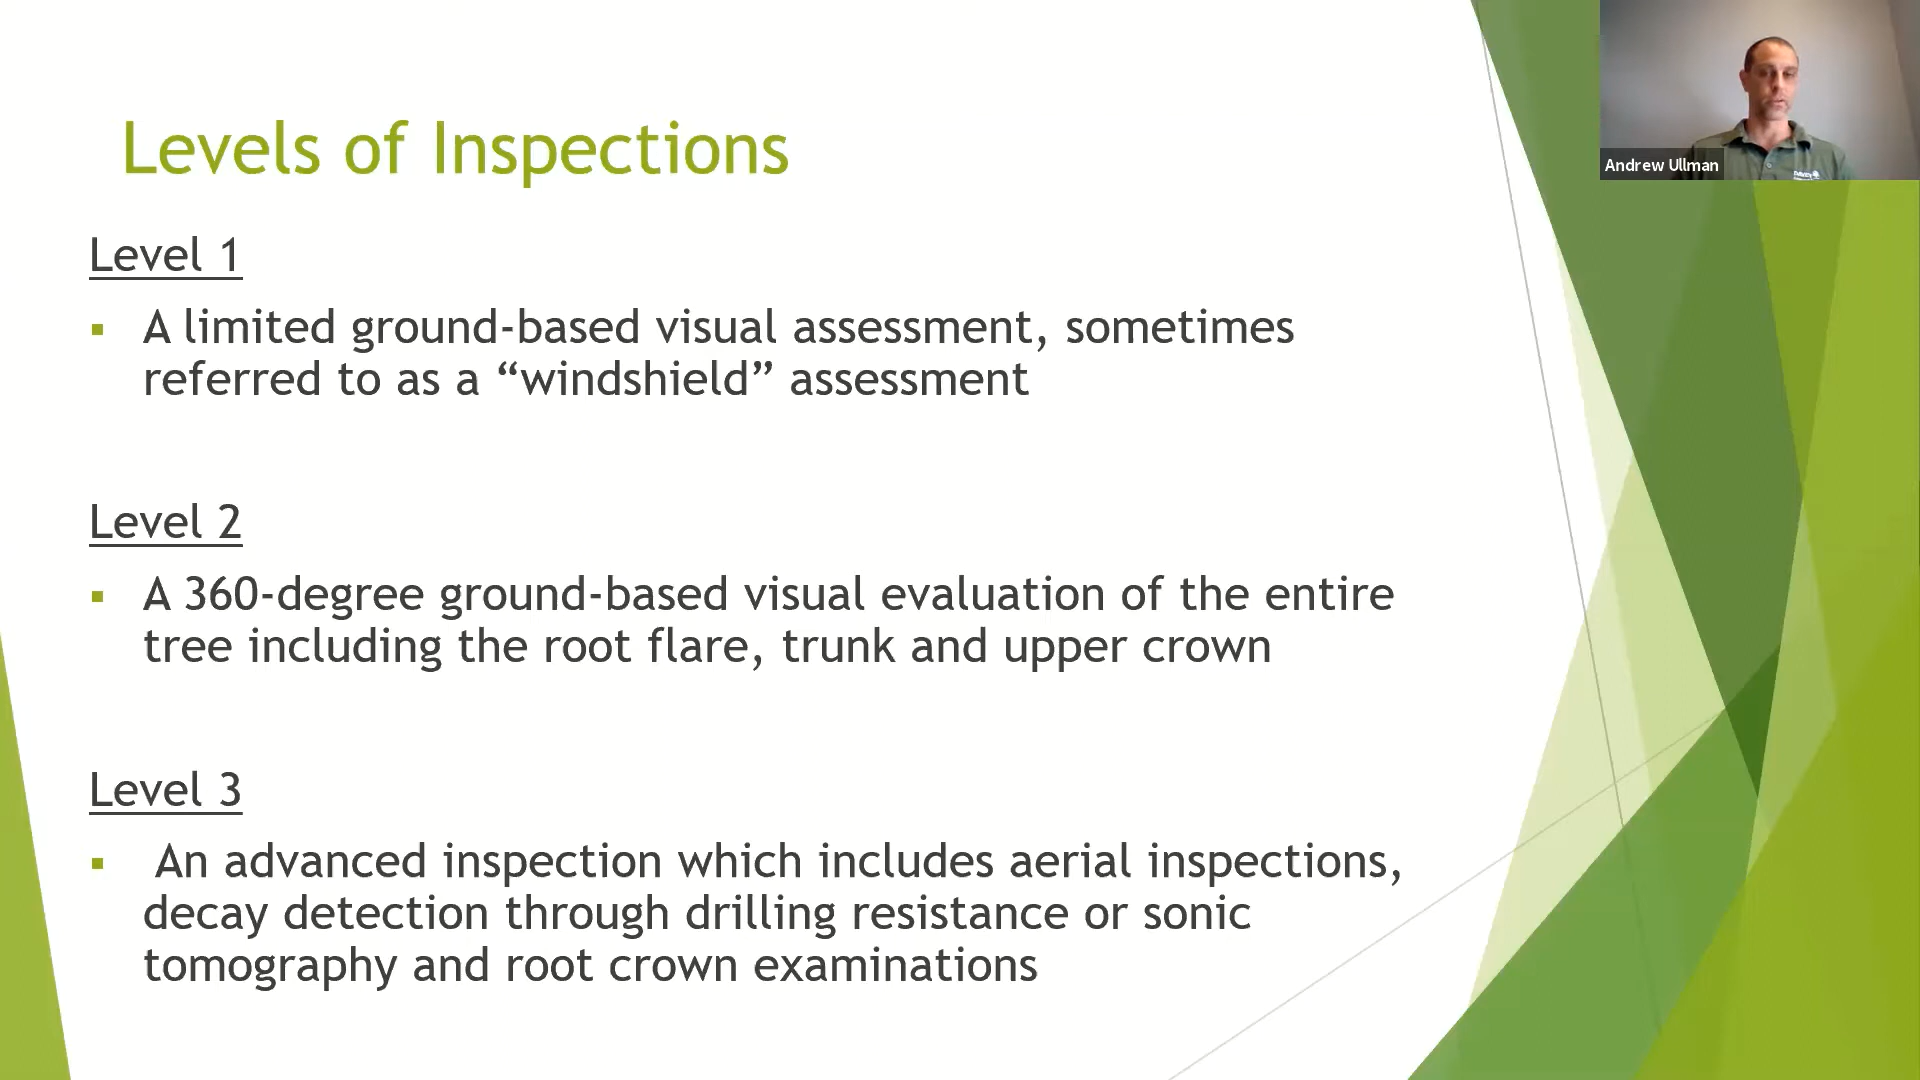 Levels of Inspections
Andrew Ullman
Level 1
▪ A limited ground-based visual assessment, sometimes
referred to as a “windshield” assessment
Level 2
▪ A 360-degree ground-based visual evaluation of the entire
tree including the root flare, trunk and upper crown
Level 3
▪ An advanced inspection which includes aerial inspections,
decay detection through drilling resistance or sonic
tomography and root crown examinations